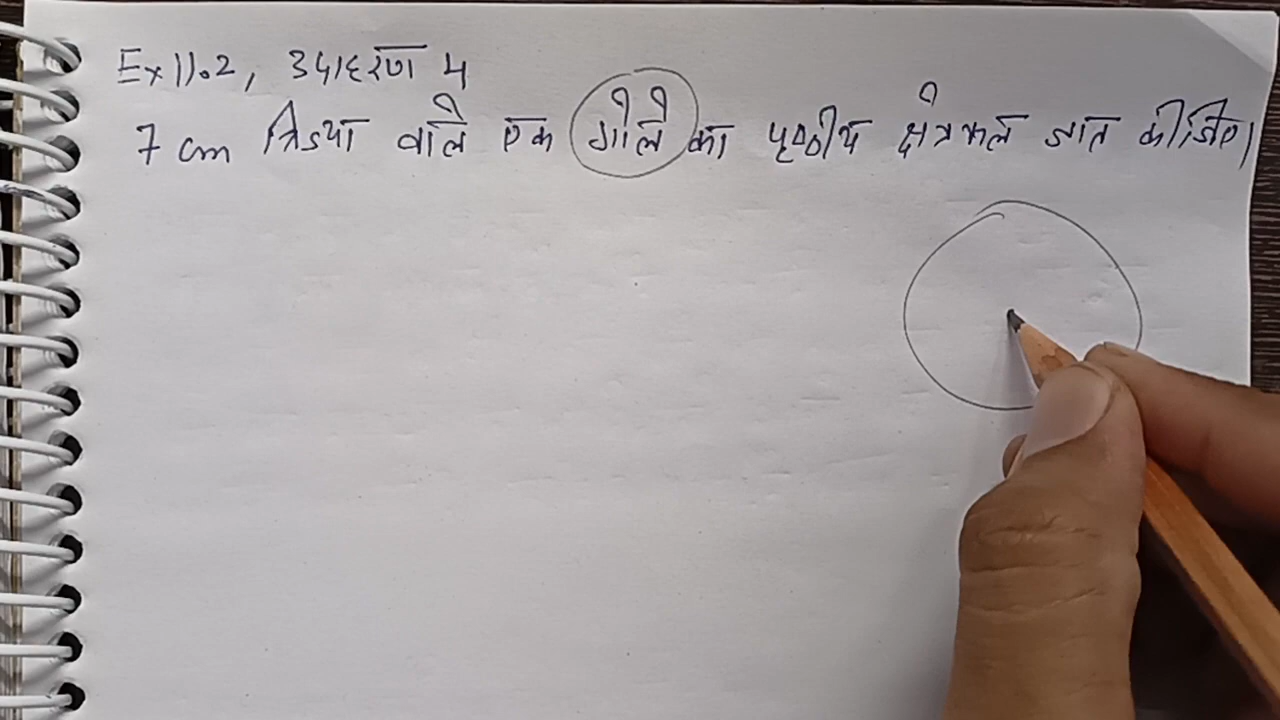 Ex 11.2, उदाहरण 4
7 cm त्रिज्या वाले एक गोले का पृष्ठीय क्षेत्रफल ज्ञात कीजिए।